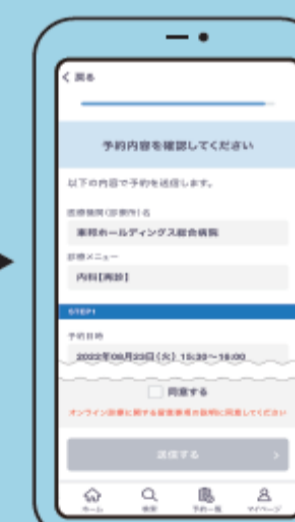 戻る
予約内容を確認してください
以下の内容で予約を送信します。
医療機関(診療所)名
東邦ホールディングス総合病院
診療メニュー
内科【再診】
STEP1
予約日時
2022年08月23日(火) 15:30〜16:00
同意する
オンライン診療に関する留意事項の説明に同意してください
送信する
ホーム 検索 予約一覧 マイページ